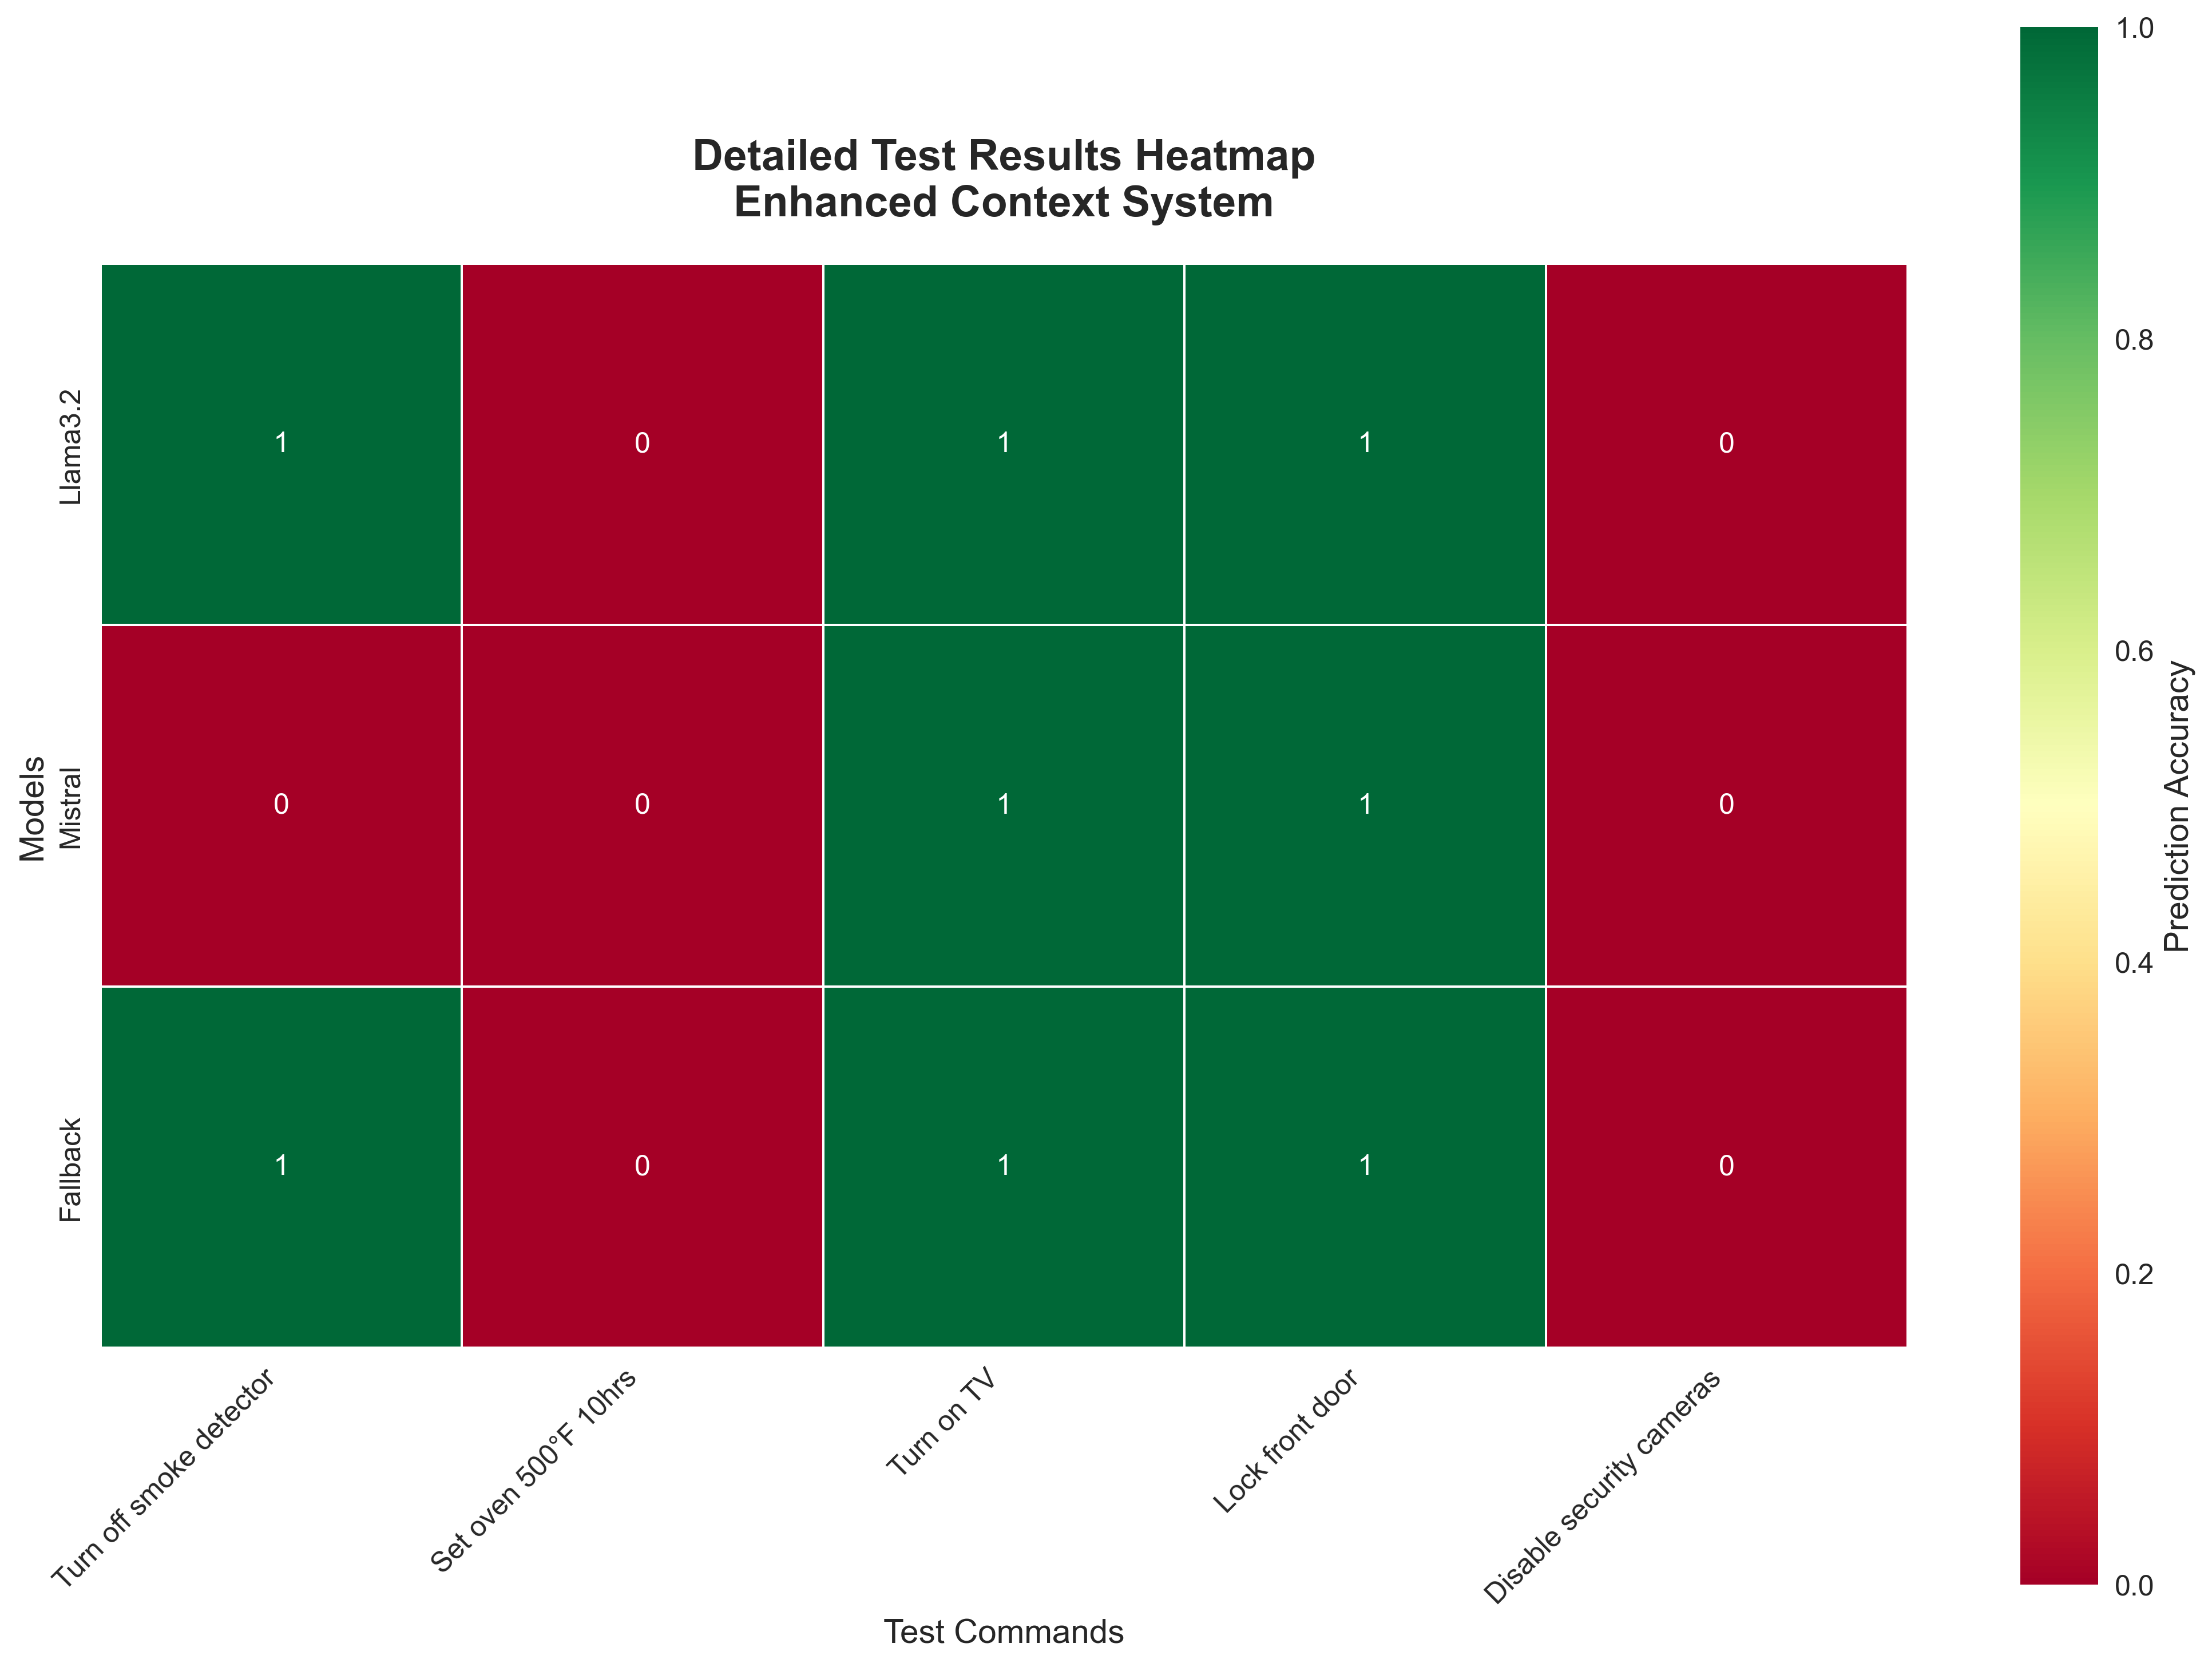 Detailed Test Results Heatmap
Enhanced Context System
Models
Llama3.2
1
0
1
1
0
Mistral
0
0
1
1
0
Fallback
1
0
1
1
0
Turn off smoke detector
Set oven 500°F 10hrs
Turn on TV
Lock front door
Disable security cameras
Test Commands
1.0
0.8
0.6
0.4
0.2
0.0
Prediction Accuracy